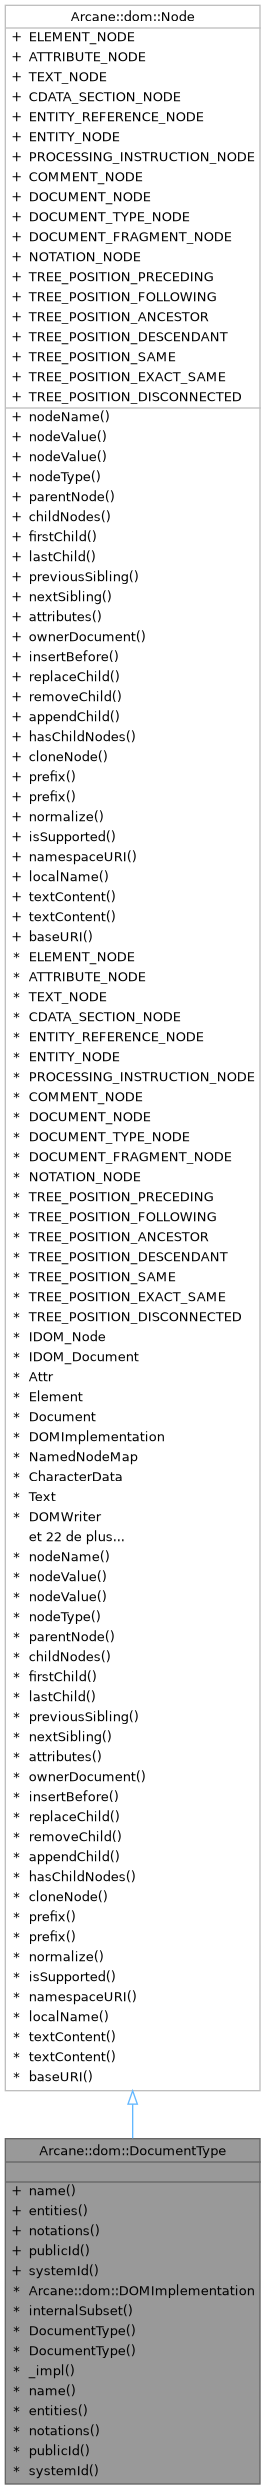 Arcane::dom::Node
+ ELEMENT_NODE
+ ATTRIBUTE_NODE
+ TEXT_NODE
+ CDATA_SECTION_NODE
+ ENTITY_REFERENCE_NODE
+ ENTITY_NODE
+ PROCESSING_INSTRUCTION_NODE
+ COMMENT_NODE
+ DOCUMENT_NODE
+ DOCUMENT_TYPE_NODE
+ DOCUMENT_FRAGMENT_NODE
+ NOTATION_NODE
+ TREE_POSITION_PRECEDING
+ TREE_POSITION_FOLLOWING
+ TREE_POSITION_ANCESTOR
+ TREE_POSITION_DESCENDANT
+ TREE_POSITION_SAME
+ TREE_POSITION_EXACT_SAME
+ TREE_POSITION_DISCONNECTED
+ nodeName()
+ nodeValue()
+ nodeValue()
+ nodeType()
+ parentNode()
+ childNodes()
+ firstChild()
+ lastChild()
+ previousSibling()
+ nextSibling()
+ attributes()
+ ownerDocument()
+ insertBefore()
+ replaceChild()
+ removeChild()
+ appendChild()
+ hasChildNodes()
+ cloneNode()
+ prefix()
+ prefix()
+ normalize()
+ isSupported()
+ namespaceURI()
+ localName()
+ textContent()
+ textContent()
+ baseURI()
* ELEMENT_NODE
* ATTRIBUTE_NODE
* TEXT_NODE
* CDATA_SECTION_NODE
* ENTITY_REFERENCE_NODE
* ENTITY_NODE
* PROCESSING_INSTRUCTION_NODE
* COMMENT_NODE
* DOCUMENT_NODE
* DOCUMENT_TYPE_NODE
* DOCUMENT_FRAGMENT_NODE
* NOTATION_NODE
* TREE_POSITION_PRECEDING
* TREE_POSITION_FOLLOWING
* TREE_POSITION_ANCESTOR
* TREE_POSITION_DESCENDANT
* TREE_POSITION_SAME
* TREE_POSITION_EXACT_SAME
* TREE_POSITION_DISCONNECTED
* IDOM_Node
* IDOM_Document
* Attr
* Element
* Document
* DOMImplementation
* NamedNodeMap
* CharacterData
* Text
* DOMWriter
et 22 de plus...
* nodeName()
* nodeValue()
* nodeValue()
* nodeType()
* parentNode()
* childNodes()
* firstChild()
* lastChild()
* previousSibling()
* nextSibling()
* attributes()
* ownerDocument()
* insertBefore()
* replaceChild()
* removeChild()
* appendChild()
* hasChildNodes()
* cloneNode()
* prefix()
* prefix()
* normalize()
* isSupported()
* namespaceURI()
* localName()
* textContent()
* textContent()
* baseURI()
Arcane::dom::DocumentType
+ name()
+ entities()
+ notations()
+ publicId()
+ systemId()
* Arcane::dom::DOMImplementation
* internalSubset()
* DocumentType()
* DocumentType()
* _impl()
* name()
* entities()
* notations()
* publicId()
* systemId()